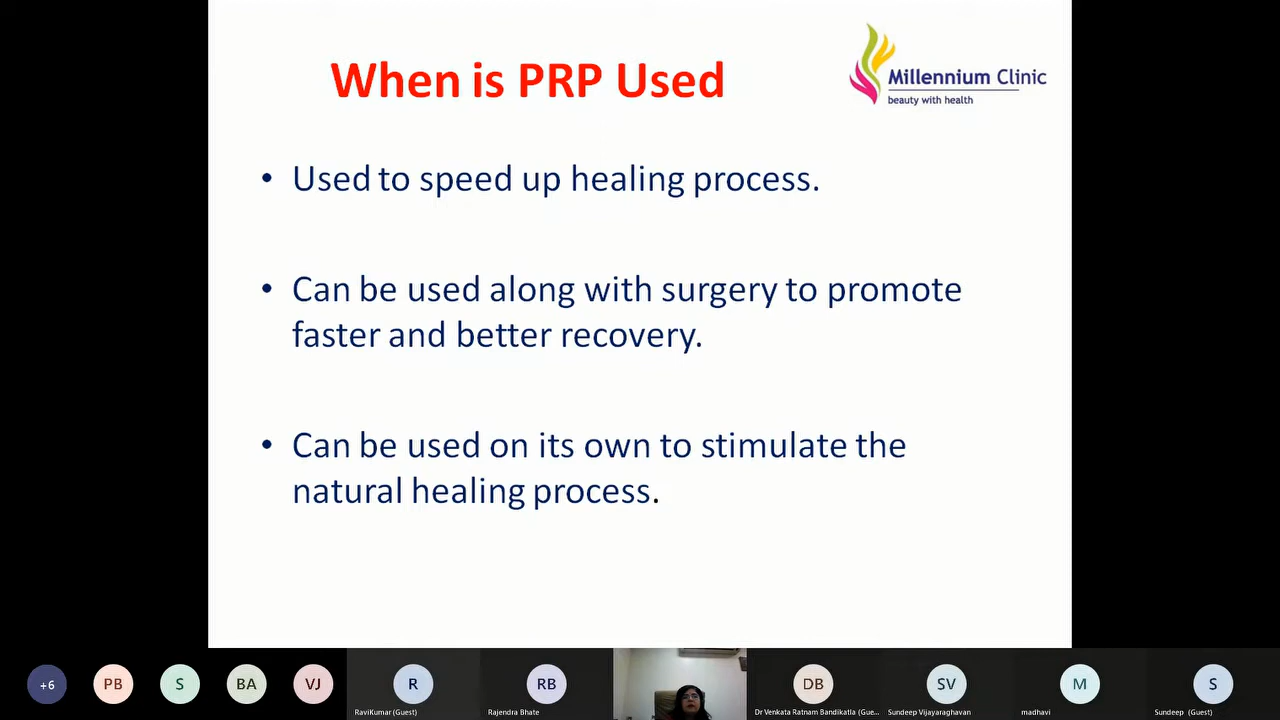 When is PRP Used
Millennium Clinic
beauty with health
• Used to speed up healing process.
• Can be used along with surgery to promote
faster and better recovery.
• Can be used on its own to stimulate the
natural healing process.
+6
PB
S
BA
VJ
R
RB
DB
SV
M
S
RaviKumar (Guest)
Rajendra Bhate
Dr Venkata Ratnam Bandikatla (Gue...
Sundeep Vijayaraghavan
madhavi
Sundeep (Guest)